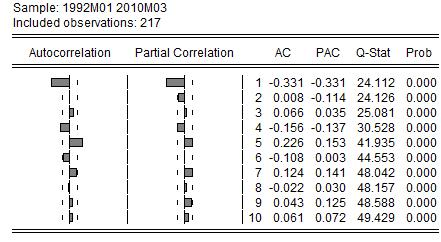 Sample: 1992M01 2010M03
Included observations: 217
Autocorrelation Partial Correlation AC PAC Q-Stat Prob
1 -0.331 -0.331 24.112 0.000
2 0.008 -0.114 24.126 0.000
3 0.066 0.035 25.081 0.000
4 -0.156 -0.137 30.528 0.000
5 0.226 0.153 41.935 0.000
6 -0.108 0.003 44.553 0.000
7 0.124 0.141 48.042 0.000
8 -0.022 0.030 48.157 0.000
9 0.043 0.125 48.588 0.000
10 0.061 0.072 49.429 0.000